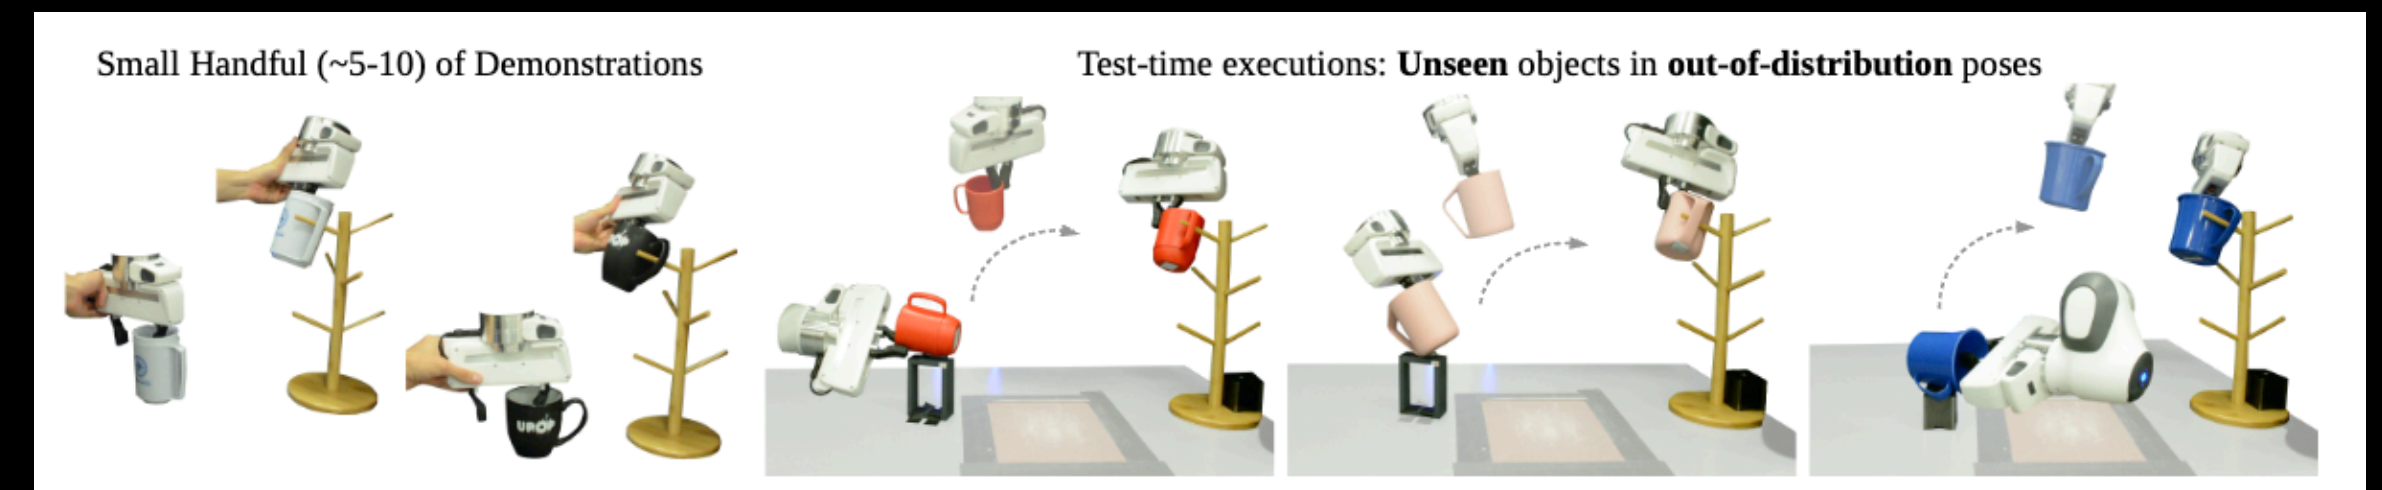 Small Handful (~5-10) of Demonstrations
Test-time executions: Unseen objects in out-of-distribution poses
UPOP